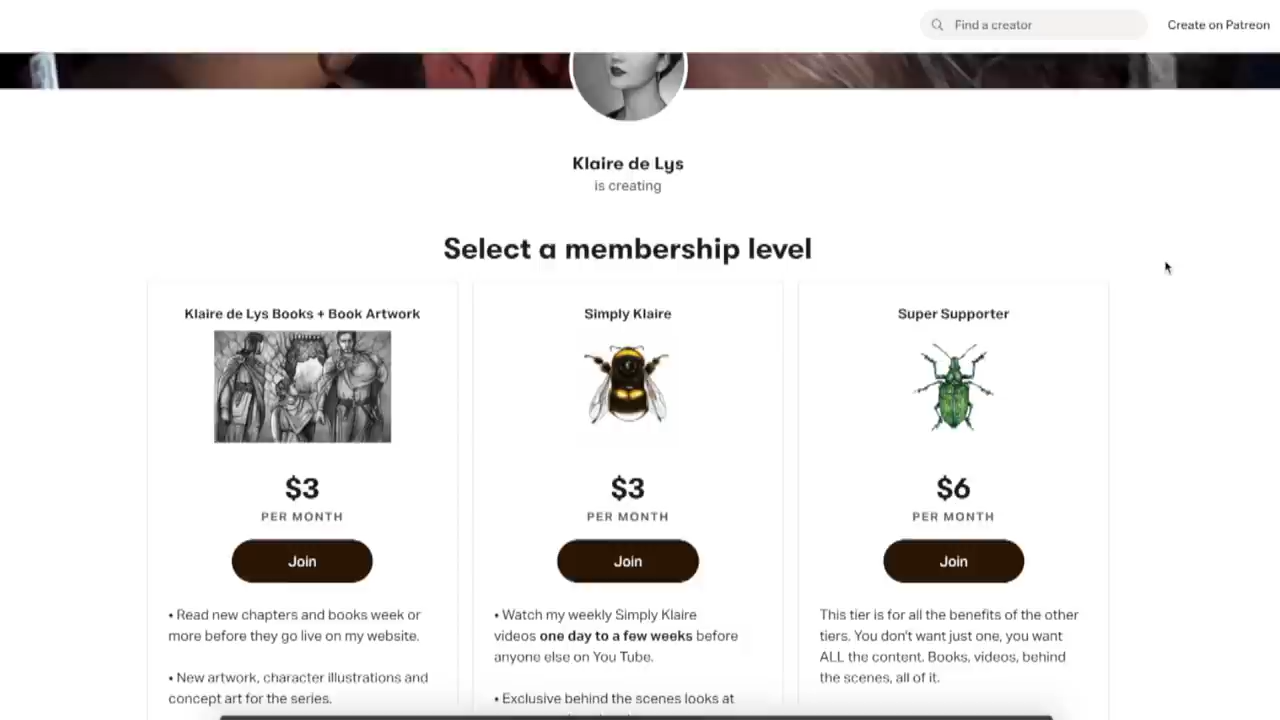 Find a creator
Create on Patreon
Klaire de Lys
is creating
Select a membership level
Klaire de Lys Books + Book Artwork
$3
PER MONTH
Join
• Read new chapters and books week or
more before they go live on my website.
• New artwork, character illustrations and
concept art for the series.
Simply Klaire
$3
PER MONTH
Join
• Watch my weekly Simply Klaire
videos one day to a few weeks before
anyone else on You Tube.
• Exclusive behind the scenes looks at
Super Supporter
$6
PER MONTH
Join
This tier is for all the benefits of the other
tiers. You don't want just one, you want
ALL the content. Books, videos, behind
the scenes, all of it.